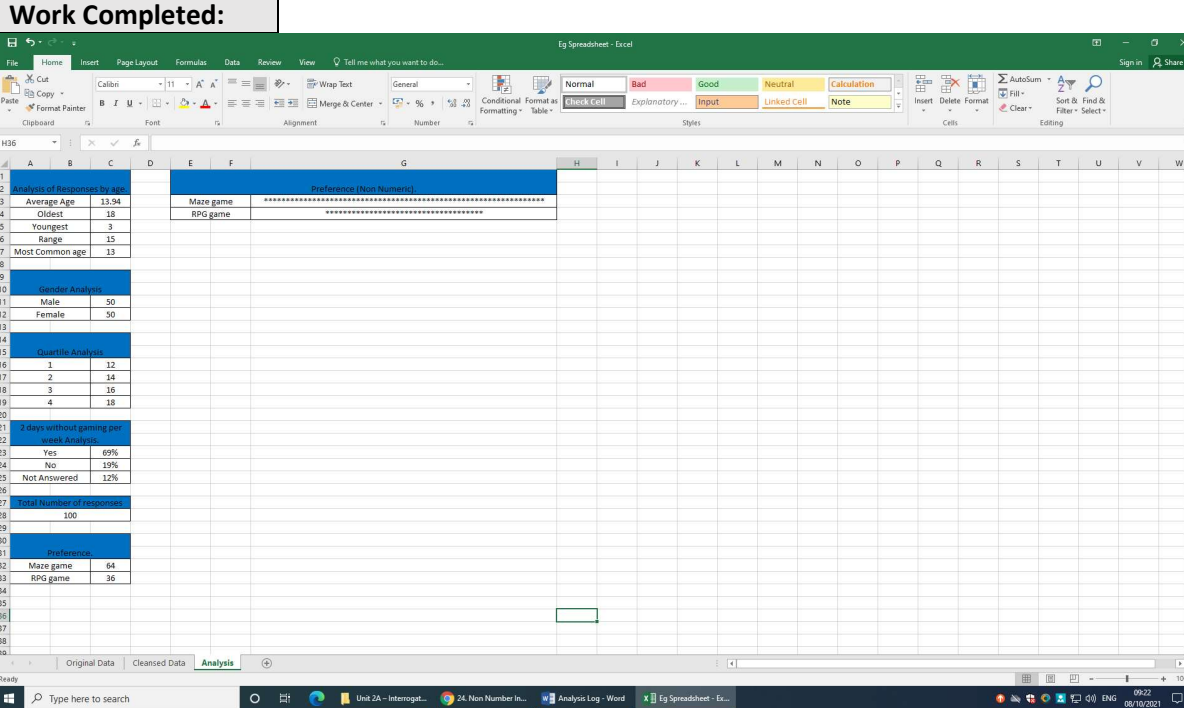 Work Completed:
Eg Spreadsheet - Excel
File Home Insert Page Layout Formulas Data Review View Tell me what you want to do... Sign in Share
Cut Calibri 11 Wrap Text General Normal Bad Good Neutral Calculation AutoSum
Copy Fill
Paste Format Painter B I U Merge & Center % Conditional Formatting Format as Table Check Cell Explanatory ... Input Linked Cell Note Insert Delete Format Clear Sort & Filter Find & Select
Clipboard Font Alignment Number Styles Cells Editing
H36 fx
A B C D E F G H I J K L M N O P Q R S T U V W
Analysis of Responses by age. Preference (Non Numeric).
Average Age 13.94 Maze game ****************************************************************
Oldest 18 RPG game ************************************
Youngest 3
Range 15
Most Common age 13
Gender Analysis
Male 50
Female 50
Quartile Analysis
1 12
2 14
3 16
4 18
2 days without gaming per
week Analysis.
Yes 69%
No 19%
Not Answered 12%
Total Number of responses
100
Preference.
Maze game 64
RPG game 36
Original Data Cleansed Data Analysis
Ready
Type here to search Unit 2A – Interrogat... 24. Non Number In... Analysis Log - Word Eg Spreadsheet - Ex... ENG 09:22
08/10/2021